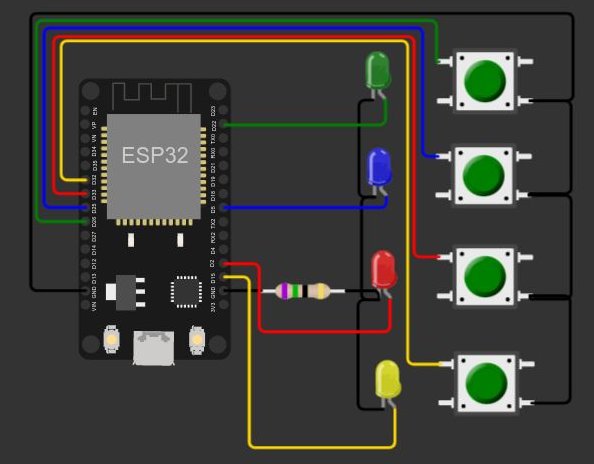 EN
VP
VN
D34
D35
D32
D33
D25
D26
D27
D14
D12
D13
GND
VIN
ESP32
D23
D22
TX0
RX0
D21
D19
D18
D5
TX2
RX2
D4
D2
D15
GND
3V3